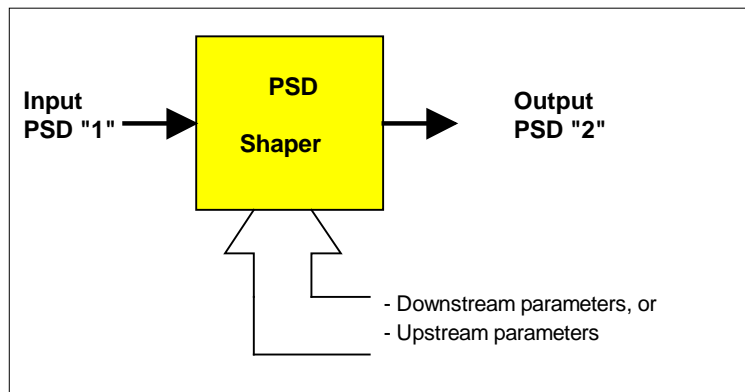 Input
PSD "1"
PSD
Shaper
Output
PSD "2"
- Downstream parameters, or
- Upstream parameters